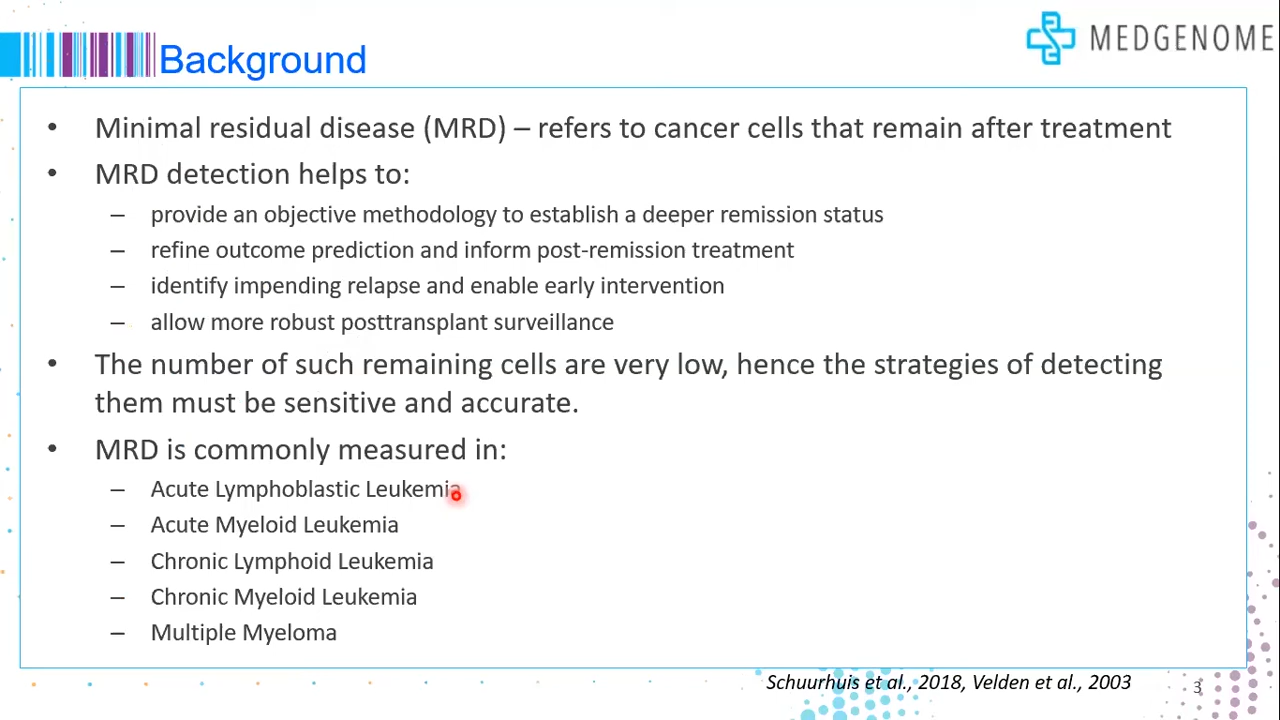 MEDGENOME
Background
• Minimal residual disease (MRD) – refers to cancer cells that remain after treatment
• MRD detection helps to:
– provide an objective methodology to establish a deeper remission status
– refine outcome prediction and inform post-remission treatment
– identify impending relapse and enable early intervention
– allow more robust posttransplant surveillance
• The number of such remaining cells are very low, hence the strategies of detecting
them must be sensitive and accurate.
• MRD is commonly measured in:
– Acute Lymphoblastic Leukemia
– Acute Myeloid Leukemia
– Chronic Lymphoid Leukemia
– Chronic Myeloid Leukemia
– Multiple Myeloma
Schuurhuis et al., 2018, Velden et al., 2003
3